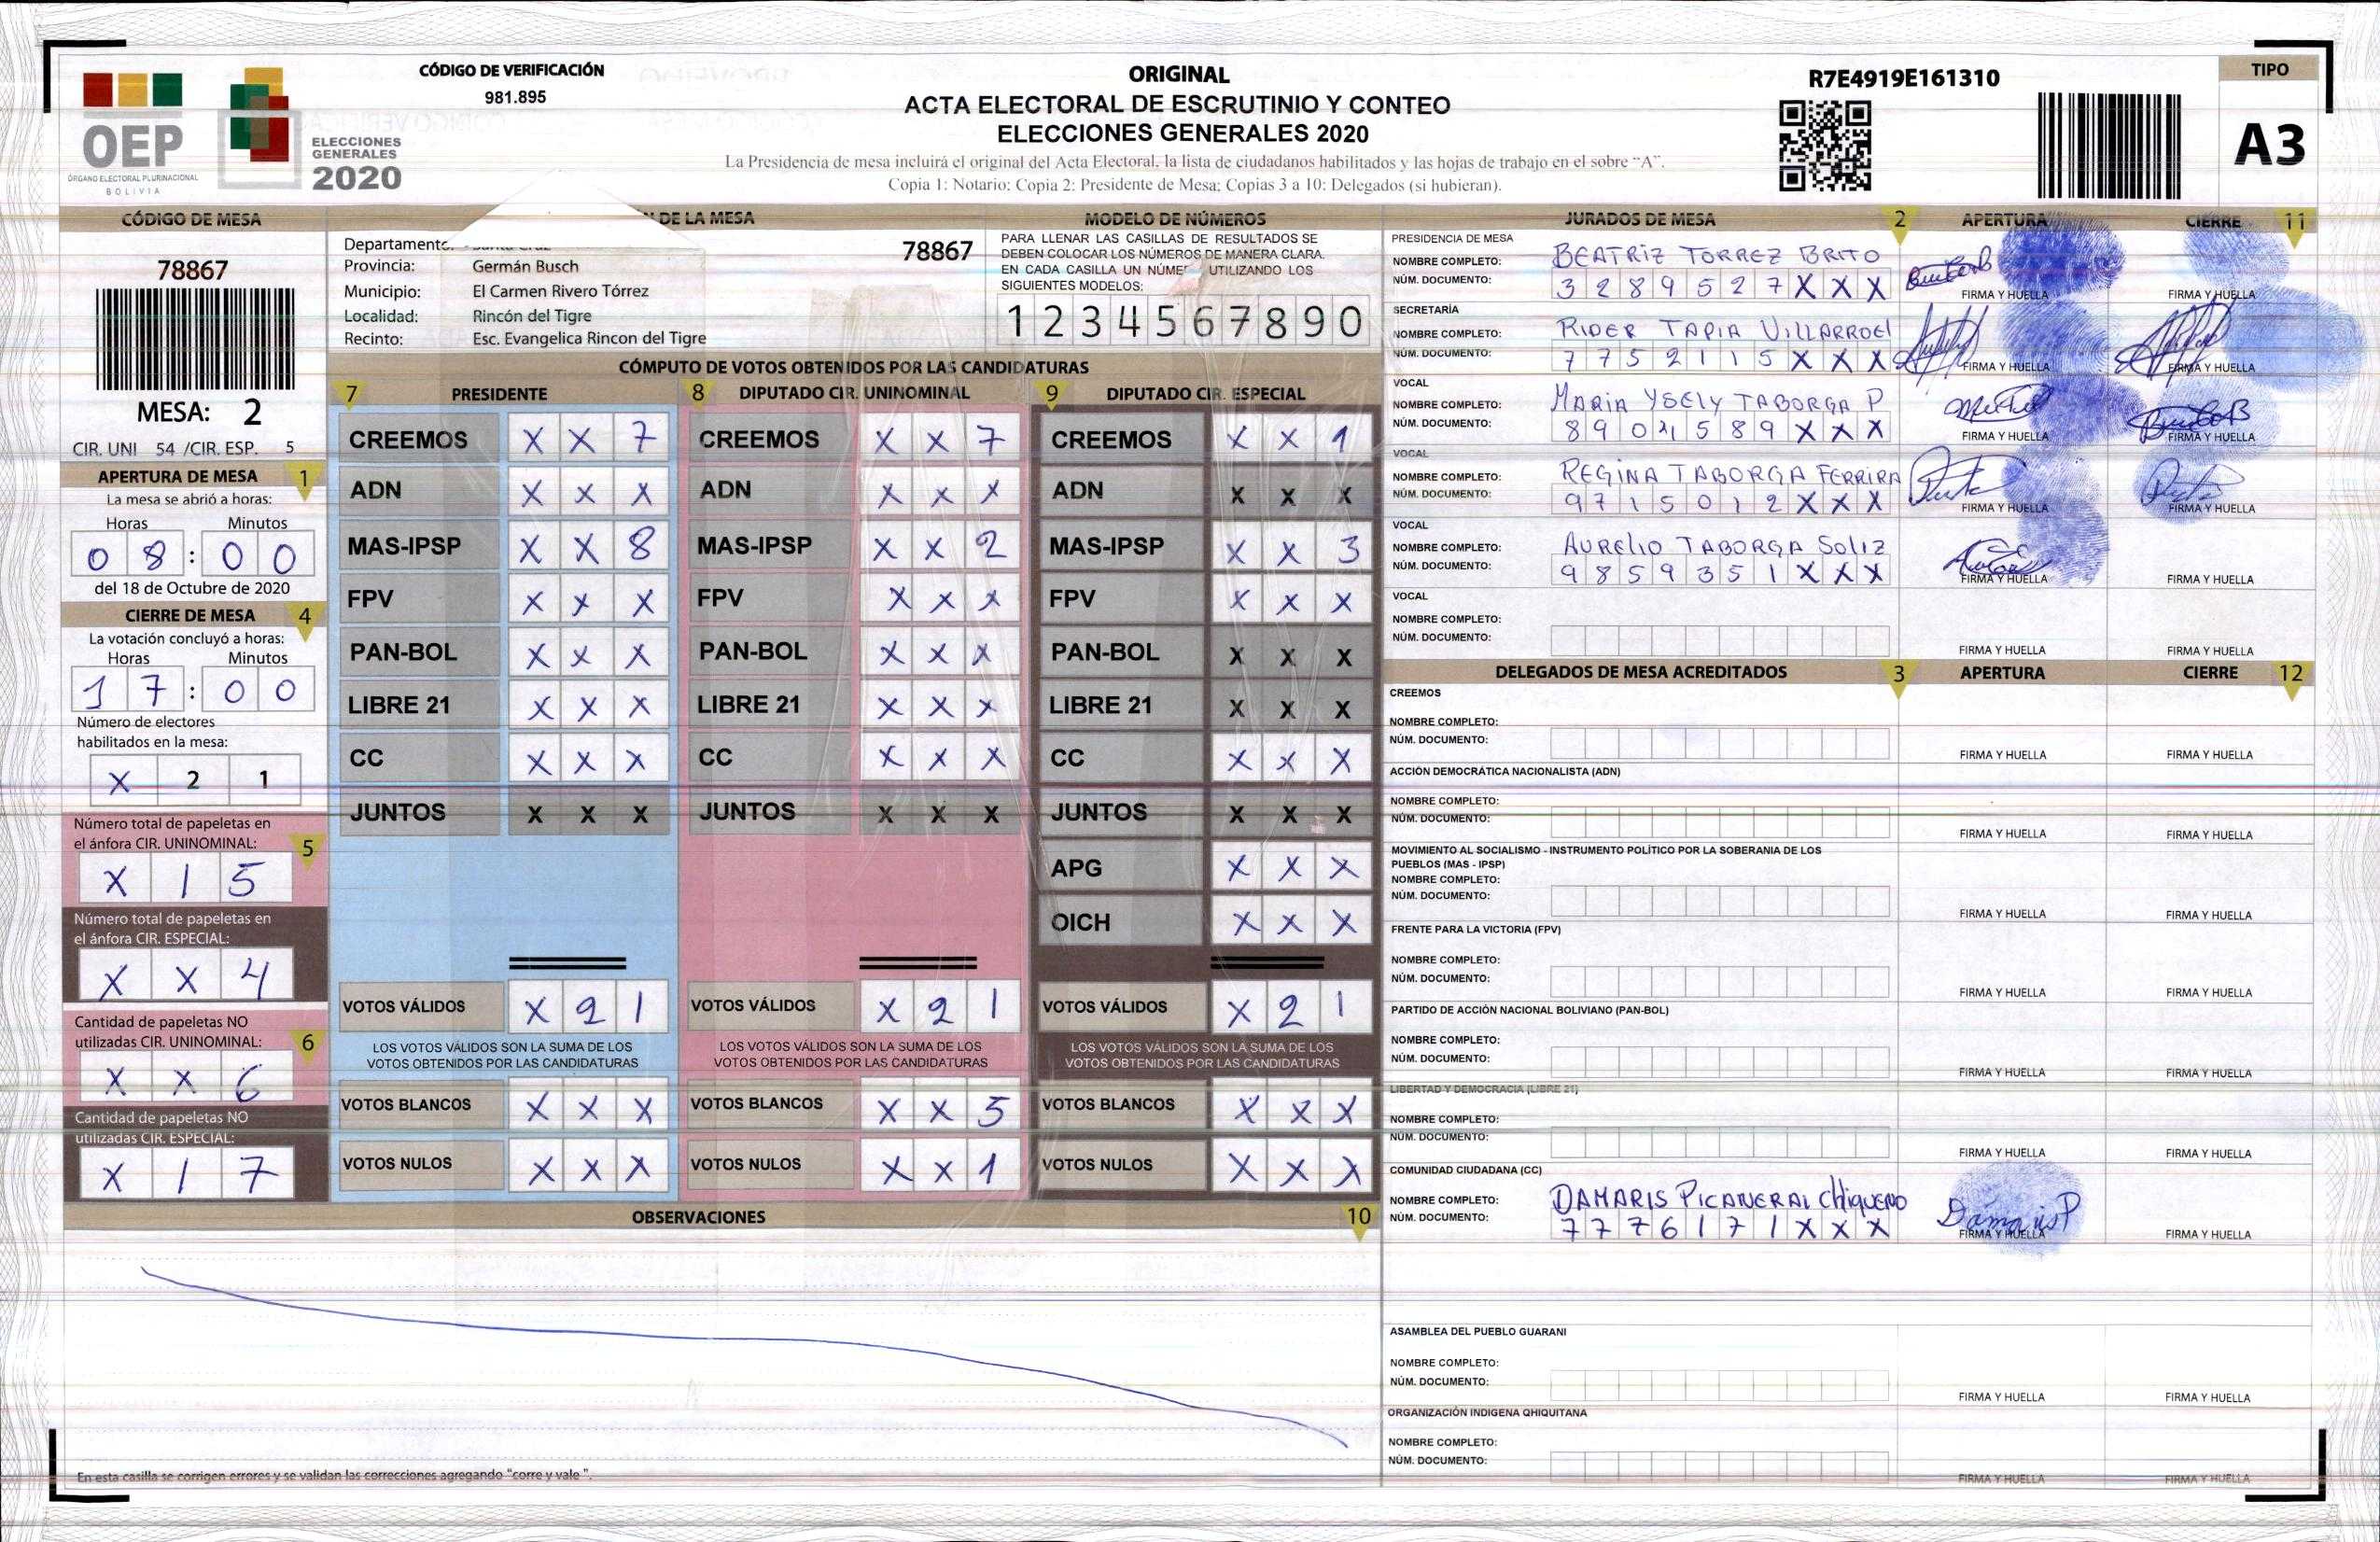 OEP
ÓRGANO ELECTORAL PLURINACIONAL
BOLIVIA
ELECCIONES
GENERALES
2020
CÓDIGO DE VERIFICACIÓN
981.895
ORIGINAL
ACTA ELECTORAL DE ESCRUTINIO Y CONTEO
ELECCIONES GENERALES 2020
La Presidencia de mesa incluirá el original del Acta Electoral, la lista de ciudadanos habilitados y las hojas de trabajo en el sobre "A".
Copia 1: Notario: Copia 2: Presidente de Mesa; Copias 3 a 10: Delegados (si hubieran).
R7E4919E161310
TIPO
A3
CÓDIGO DE MESA
78867
MESA: 2
CIR. UNI 54 /CIR. ESP. 5
APERTURA DE MESA 1
La mesa se abrió a horas:
Horas Minutos
0 8 : 0 0
del 18 de Octubre de 2020
CIERRE DE MESA 4
La votación concluyó a horas:
Horas Minutos
1 7 : 0 0
Número de electores
habilitados en la mesa:
X 2 1
Número total de papeletas en
el ánfora CIR. UNINOMINAL: 5
X 1 5
Número total de papeletas en
el ánfora CIR. ESPECIAL:
X X 4
Cantidad de papeletas NO
utilizadas CIR. UNINOMINAL: 6
X X 6
Cantidad de papeletas NO
utilizadas CIR. ESPECIAL:
X 1 7
DE LA MESA
Departamento: Santa Cruz
Provincia: Germán Busch
Municipio: El Carmen Rivero Tórrez
Localidad: Rincón del Tigre
Recinto: Esc. Evangelica Rincon del Tigre
78867
MODELO DE NÚMEROS
PARA LLENAR LAS CASILLAS DE RESULTADOS SE
DEBEN COLOCAR LOS NÚMEROS DE MANERA CLARA.
EN CADA CASILLA UN NÚME UTILIZANDO LOS
SIGUIENTES MODELOS:
1 2 3 4 5 6 7 8 9 0
CÓMPUTO DE VOTOS OBTENIDOS POR LAS CANDIDATURAS
7 PRESIDENTE
CREEMOS X X 7
ADN X X X
MAS-IPSP X X 8
FPV X X X
PAN-BOL X X X
LIBRE 21 X X X
CC X X X
JUNTOS X X X
VOTOS VÁLIDOS X 2 1
LOS VOTOS VÁLIDOS SON LA SUMA DE LOS
VOTOS OBTENIDOS POR LAS CANDIDATURAS
VOTOS BLANCOS X X X
VOTOS NULOS X X X
8 DIPUTADO CIR. UNINOMINAL
CREEMOS X X 7
ADN X X X
MAS-IPSP X X 2
FPV X X X
PAN-BOL X X X
LIBRE 21 X X X
CC X X X
JUNTOS X X X
VOTOS VÁLIDOS X 2 1
LOS VOTOS VÁLIDOS SON LA SUMA DE LOS
VOTOS OBTENIDOS POR LAS CANDIDATURAS
VOTOS BLANCOS X X 5
VOTOS NULOS X X 1
9 DIPUTADO CIR. ESPECIAL
CREEMOS X X 1
ADN X X X
MAS-IPSP X X 3
FPV X X X
PAN-BOL X X X
LIBRE 21 X X X
CC X X X
JUNTOS X X X
APG X X X
OICH X X X
VOTOS VÁLIDOS X 2 1
LOS VOTOS VÁLIDOS SON LA SUMA DE LOS
VOTOS OBTENIDOS POR LAS CANDIDATURAS
VOTOS BLANCOS X X X
VOTOS NULOS X X X
OBSERVACIONES 10
En esta casilla se corrigen errores y se validan las correcciones agregando "corre y vale".
JURADOS DE MESA 2 APERTURA CIERRE 11
PRESIDENCIA DE MESA
NOMBRE COMPLETO: BEATRIZ TORREZ BRITO
NÚM. DOCUMENTO: 3 2 8 9 5 2 7 X X X
FIRMA Y HUELLA FIRMA Y HUELLA
SECRETARÍA
NOMBRE COMPLETO: RIDER TAPIA VILLARROEl
NÚM. DOCUMENTO: 7 7 5 2 1 1 5 X X X
FIRMA Y HUELLA FIRMA Y HUELLA
VOCAL
NOMBRE COMPLETO: MARIA YSELY TABORGA P
NÚM. DOCUMENTO: 8 9 0 4 5 8 9 X X X
FIRMA Y HUELLA FIRMA Y HUELLA
VOCAL
NOMBRE COMPLETO: REGINA TABORGA FERRIRA
NÚM. DOCUMENTO: 9 7 1 5 0 1 2 X X X
FIRMA Y HUELLA FIRMA Y HUELLA
VOCAL
NOMBRE COMPLETO: AURELIO TABORGA SOLIZ
NÚM. DOCUMENTO: 9 8 5 9 3 5 1 X X X
FIRMA Y HUELLA FIRMA Y HUELLA
VOCAL
NOMBRE COMPLETO:
NÚM. DOCUMENTO:
FIRMA Y HUELLA FIRMA Y HUELLA
DELEGADOS DE MESA ACREDITADOS 3 APERTURA CIERRE 12
CREEMOS
NOMBRE COMPLETO:
NÚM. DOCUMENTO:
FIRMA Y HUELLA FIRMA Y HUELLA
ACCIÓN DEMOCRÁTICA NACIONALISTA (ADN)
NOMBRE COMPLETO:
NÚM. DOCUMENTO:
FIRMA Y HUELLA FIRMA Y HUELLA
MOVIMIENTO AL SOCIALISMO - INSTRUMENTO POLÍTICO POR LA SOBERANIA DE LOS
PUEBLOS (MAS - IPSP)
NOMBRE COMPLETO:
NÚM. DOCUMENTO:
FIRMA Y HUELLA FIRMA Y HUELLA
FRENTE PARA LA VICTORIA (FPV)
NOMBRE COMPLETO:
NÚM. DOCUMENTO:
FIRMA Y HUELLA FIRMA Y HUELLA
PARTIDO DE ACCIÓN NACIONAL BOLIVIANO (PAN-BOL)
NOMBRE COMPLETO:
NÚM. DOCUMENTO:
FIRMA Y HUELLA FIRMA Y HUELLA
LIBERTAD Y DEMOCRACIA (LIBRE 21)
NOMBRE COMPLETO:
NÚM. DOCUMENTO:
FIRMA Y HUELLA FIRMA Y HUELLA
COMUNIDAD CIUDADANA (CC)
NOMBRE COMPLETO: DAMARIS PICANERAI ChiQUENO
NÚM. DOCUMENTO: 7 7 7 6 1 7 1 X X X
Damaris P
FIRMA Y HUELLA FIRMA Y HUELLA
ASAMBLEA DEL PUEBLO GUARANI
NOMBRE COMPLETO:
NÚM. DOCUMENTO:
FIRMA Y HUELLA FIRMA Y HUELLA
ORGANIZACIÓN INDIGENA QHIQUITANA
NOMBRE COMPLETO:
NÚM. DOCUMENTO:
FIRMA Y HUELLA FIRMA Y HUELLA